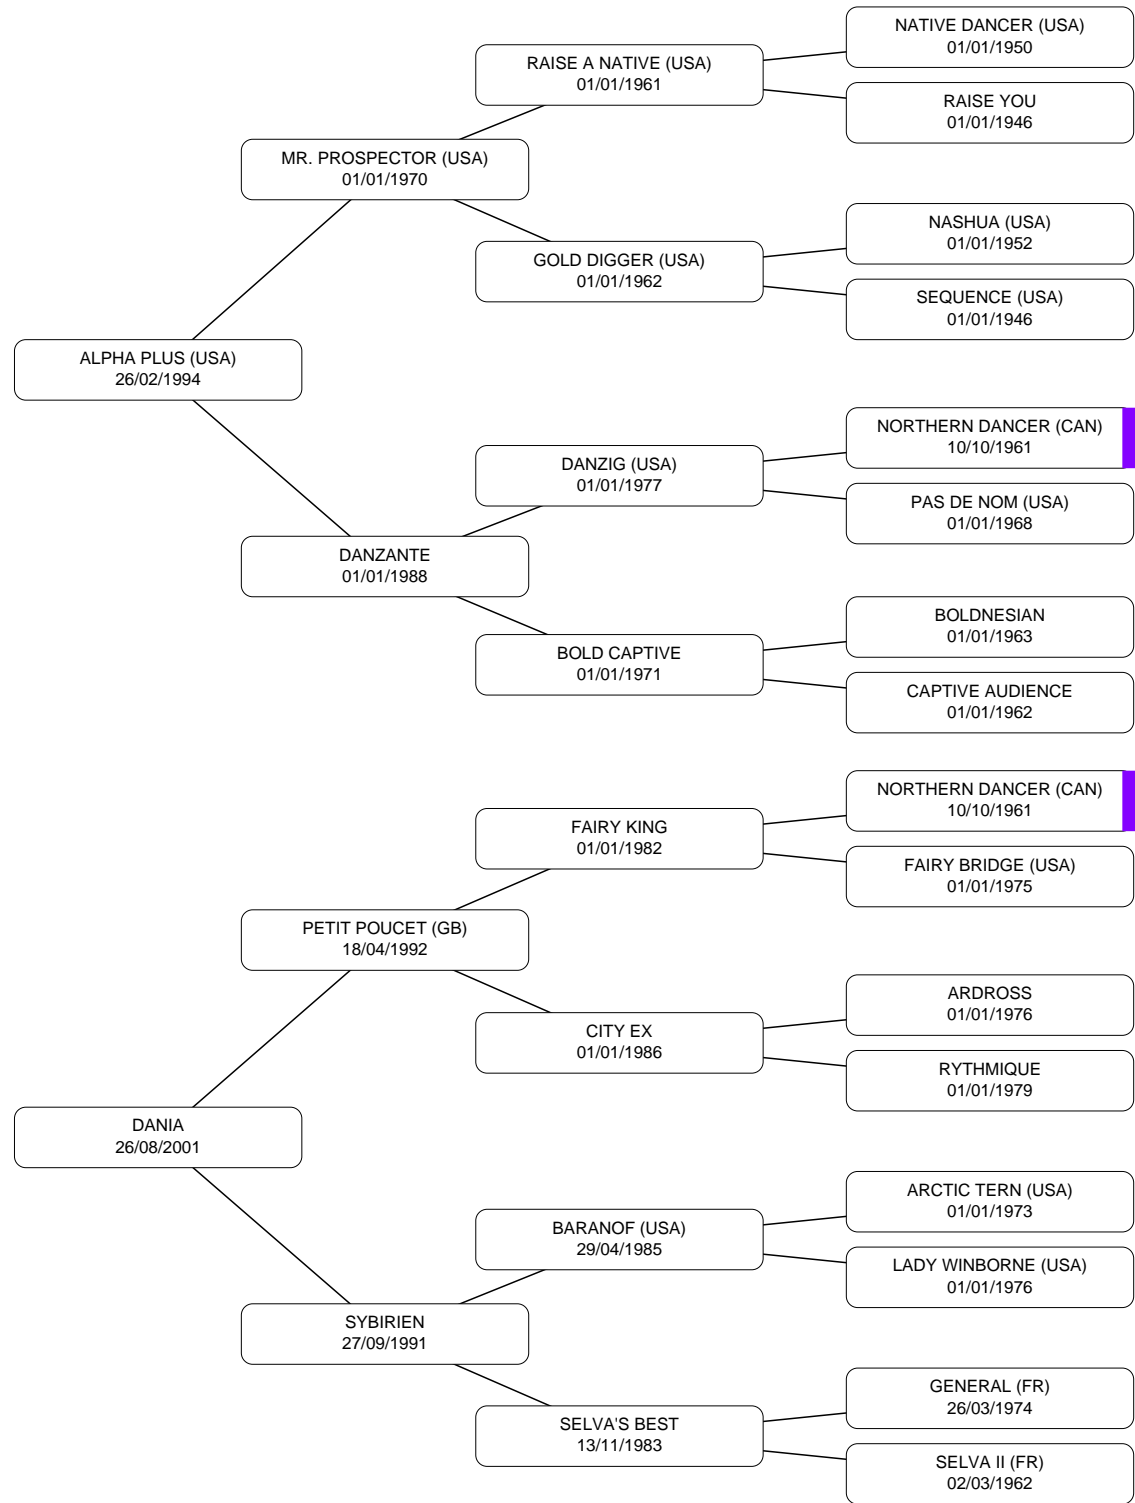 NATIVE DANCER (USA)
01/01/1950
RAISE A NATIVE (USA)
01/01/1961
RAISE YOU
01/01/1946
MR. PROSPECTOR (USA)
01/01/1970
NASHUA (USA)
01/01/1952
GOLD DIGGER (USA)
01/01/1962
SEQUENCE (USA)
01/01/1946
ALPHA PLUS (USA)
26/02/1994
NORTHERN DANCER (CAN)
10/10/1961
DANZIG (USA)
01/01/1977
PAS DE NOM (USA)
01/01/1968
DANZANTE
01/01/1988
BOLDNESIAN
01/01/1963
BOLD CAPTIVE
01/01/1971
CAPTIVE AUDIENCE
01/01/1962
NORTHERN DANCER (CAN)
10/10/1961
FAIRY KING
01/01/1982
FAIRY BRIDGE (USA)
01/01/1975
PETIT POUCET (GB)
18/04/1992
ARDROSS
01/01/1976
CITY EX
01/01/1986
RYTHMIQUE
01/01/1979
DANIA
26/08/2001
ARCTIC TERN (USA)
01/01/1973
BARANOF (USA)
29/04/1985
LADY WINBORNE (USA)
01/01/1976
SYBIRIEN
27/09/1991
GENERAL (FR)
26/03/1974
SELVA'S BEST
13/11/1983
SELVA II (FR)
02/03/1962